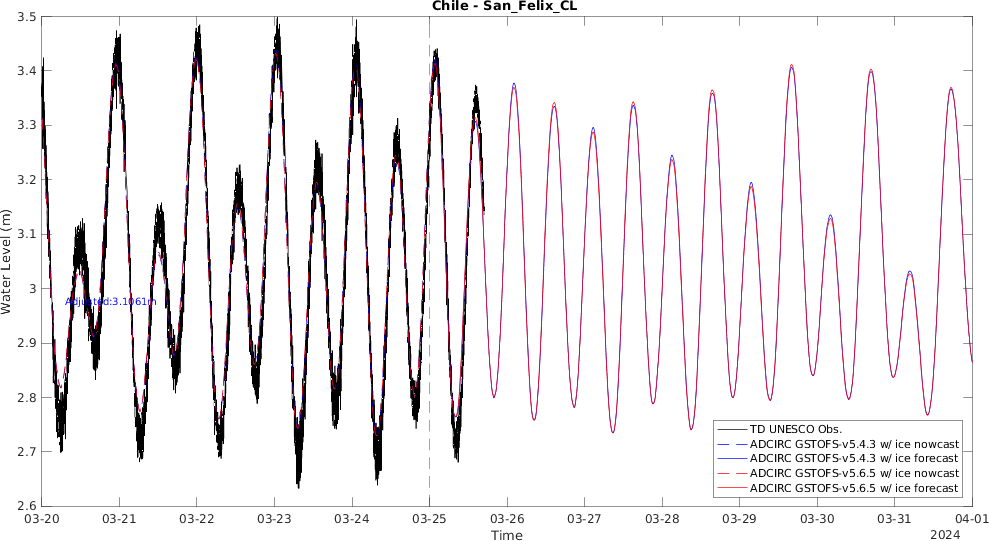 Chile - San_Felix_CL
3.5
3.4
3.3
3.2
3.1
3
2.9
2.8
2.7
2.6
Water Level (m)
Adjusted:3.1061m
TD UNESCO Obs.
ADCIRC GSTOFS-v5.4.3 w/ ice nowcast
ADCIRC GSTOFS-v5.4.3 w/ ice forecast
ADCIRC GSTOFS-v5.6.5 w/ ice nowcast
ADCIRC GSTOFS-v5.6.5 w/ ice forecast
03-20 03-21 03-22 03-23 03-24 03-25 03-26 03-27 03-28 03-29 03-30 03-31 04-01
Time
2024